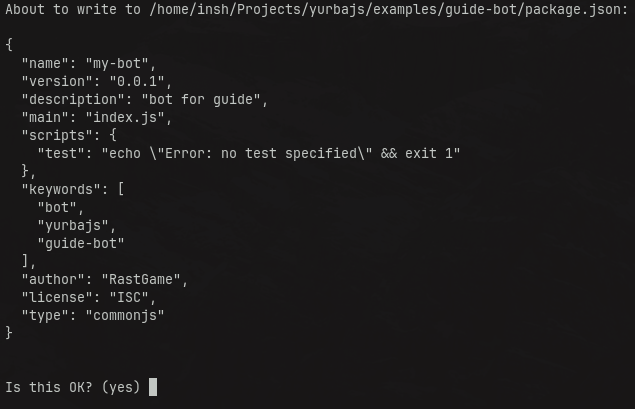 About to write to /home/insh/Projects/yurbajs/examples/guide-bot/package.json:
{
"name": "my-bot",
"version": "0.0.1",
"description": "bot for guide",
"main": "index.js",
"scripts": {
"test": "echo \"Error: no test specified\" && exit 1"
},
"keywords": [
"bot",
"yurbajs",
"guide-bot"
],
"author": "RastGame",
"license": "ISC",
"type": "commonjs"
}
Is this OK? (yes)